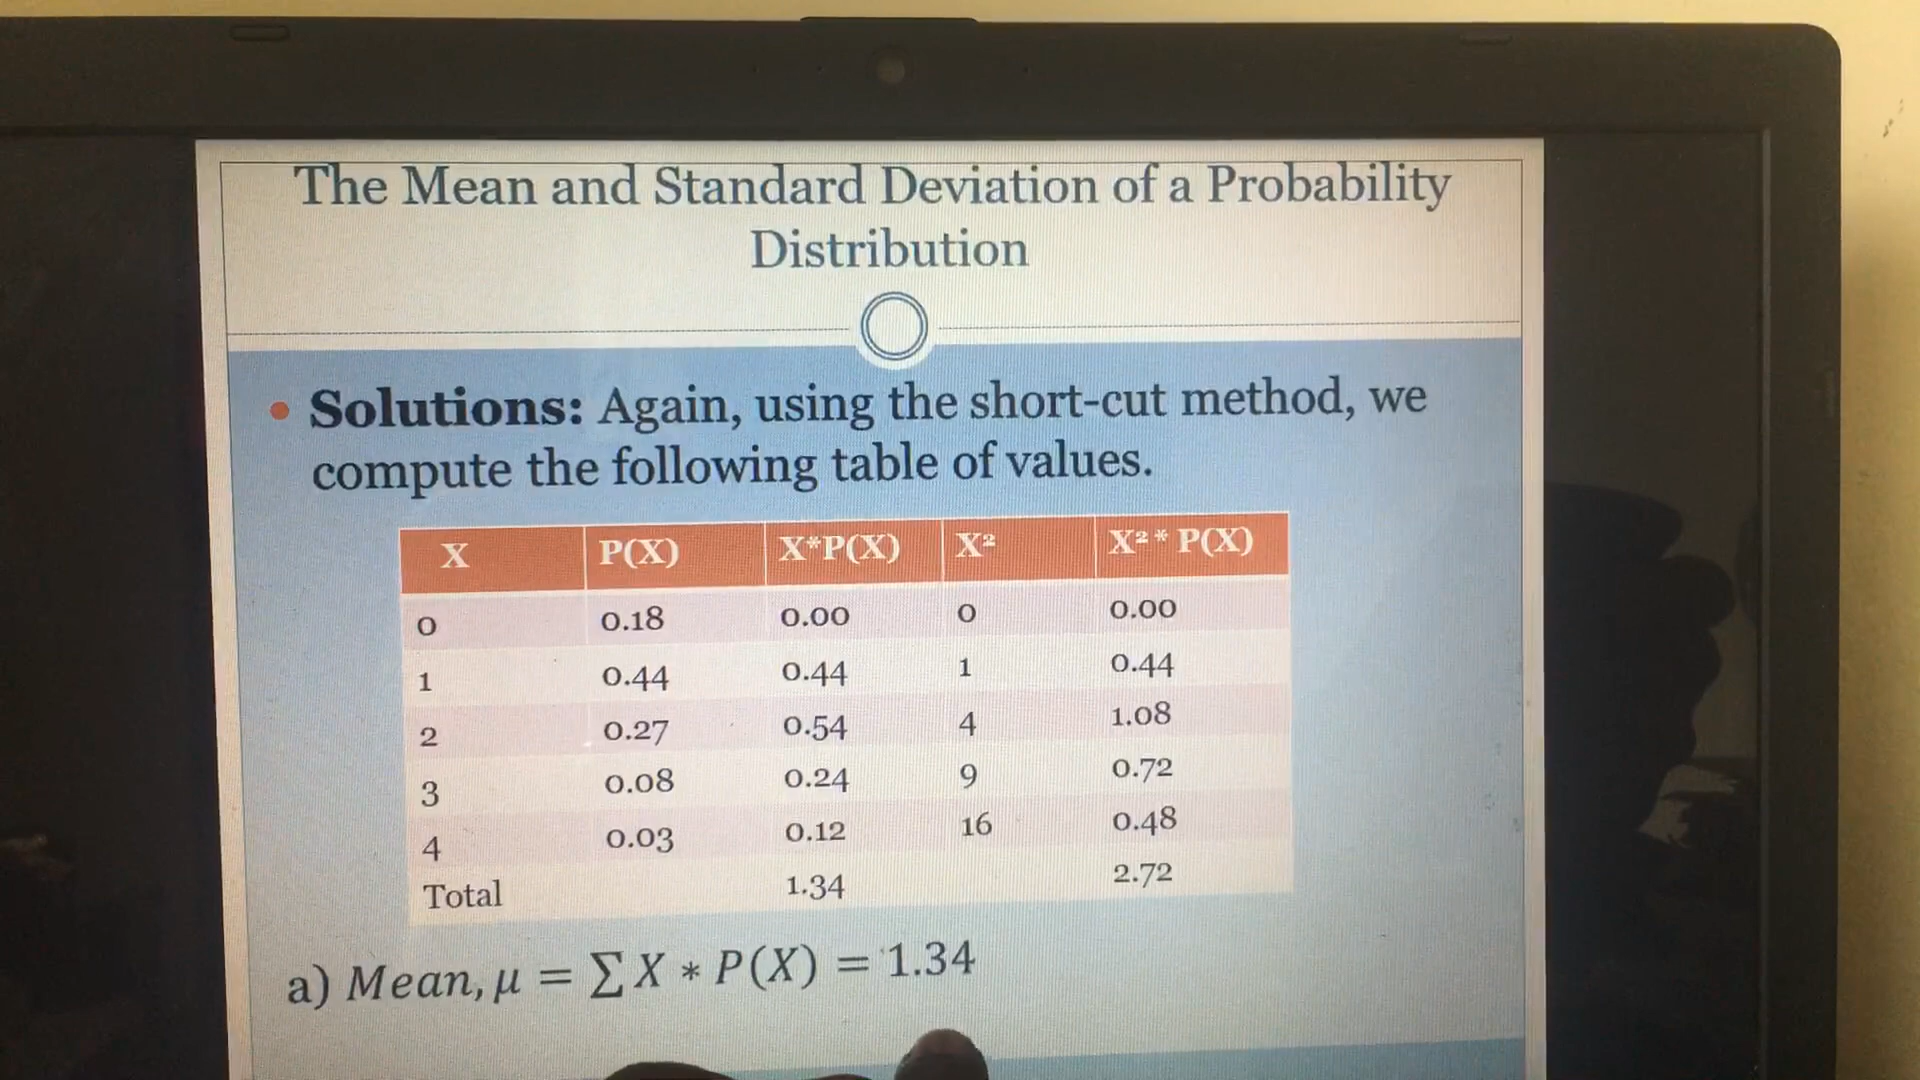 The Mean and Standard Deviation of a Probability
Distribution
• Solutions: Again, using the short-cut method, we
compute the following table of values.
X P(X) X*P(X) X² X² * P(X)
0 0.18 0.00 0 0.00
1 0.44 0.44 1 0.44
2 0.27 0.54 4 1.08
3 0.08 0.24 9 0.72
4 0.03 0.12 16 0.48
Total 1.34 2.72
a) Mean, μ = ∑ X * P(X) = 1.34